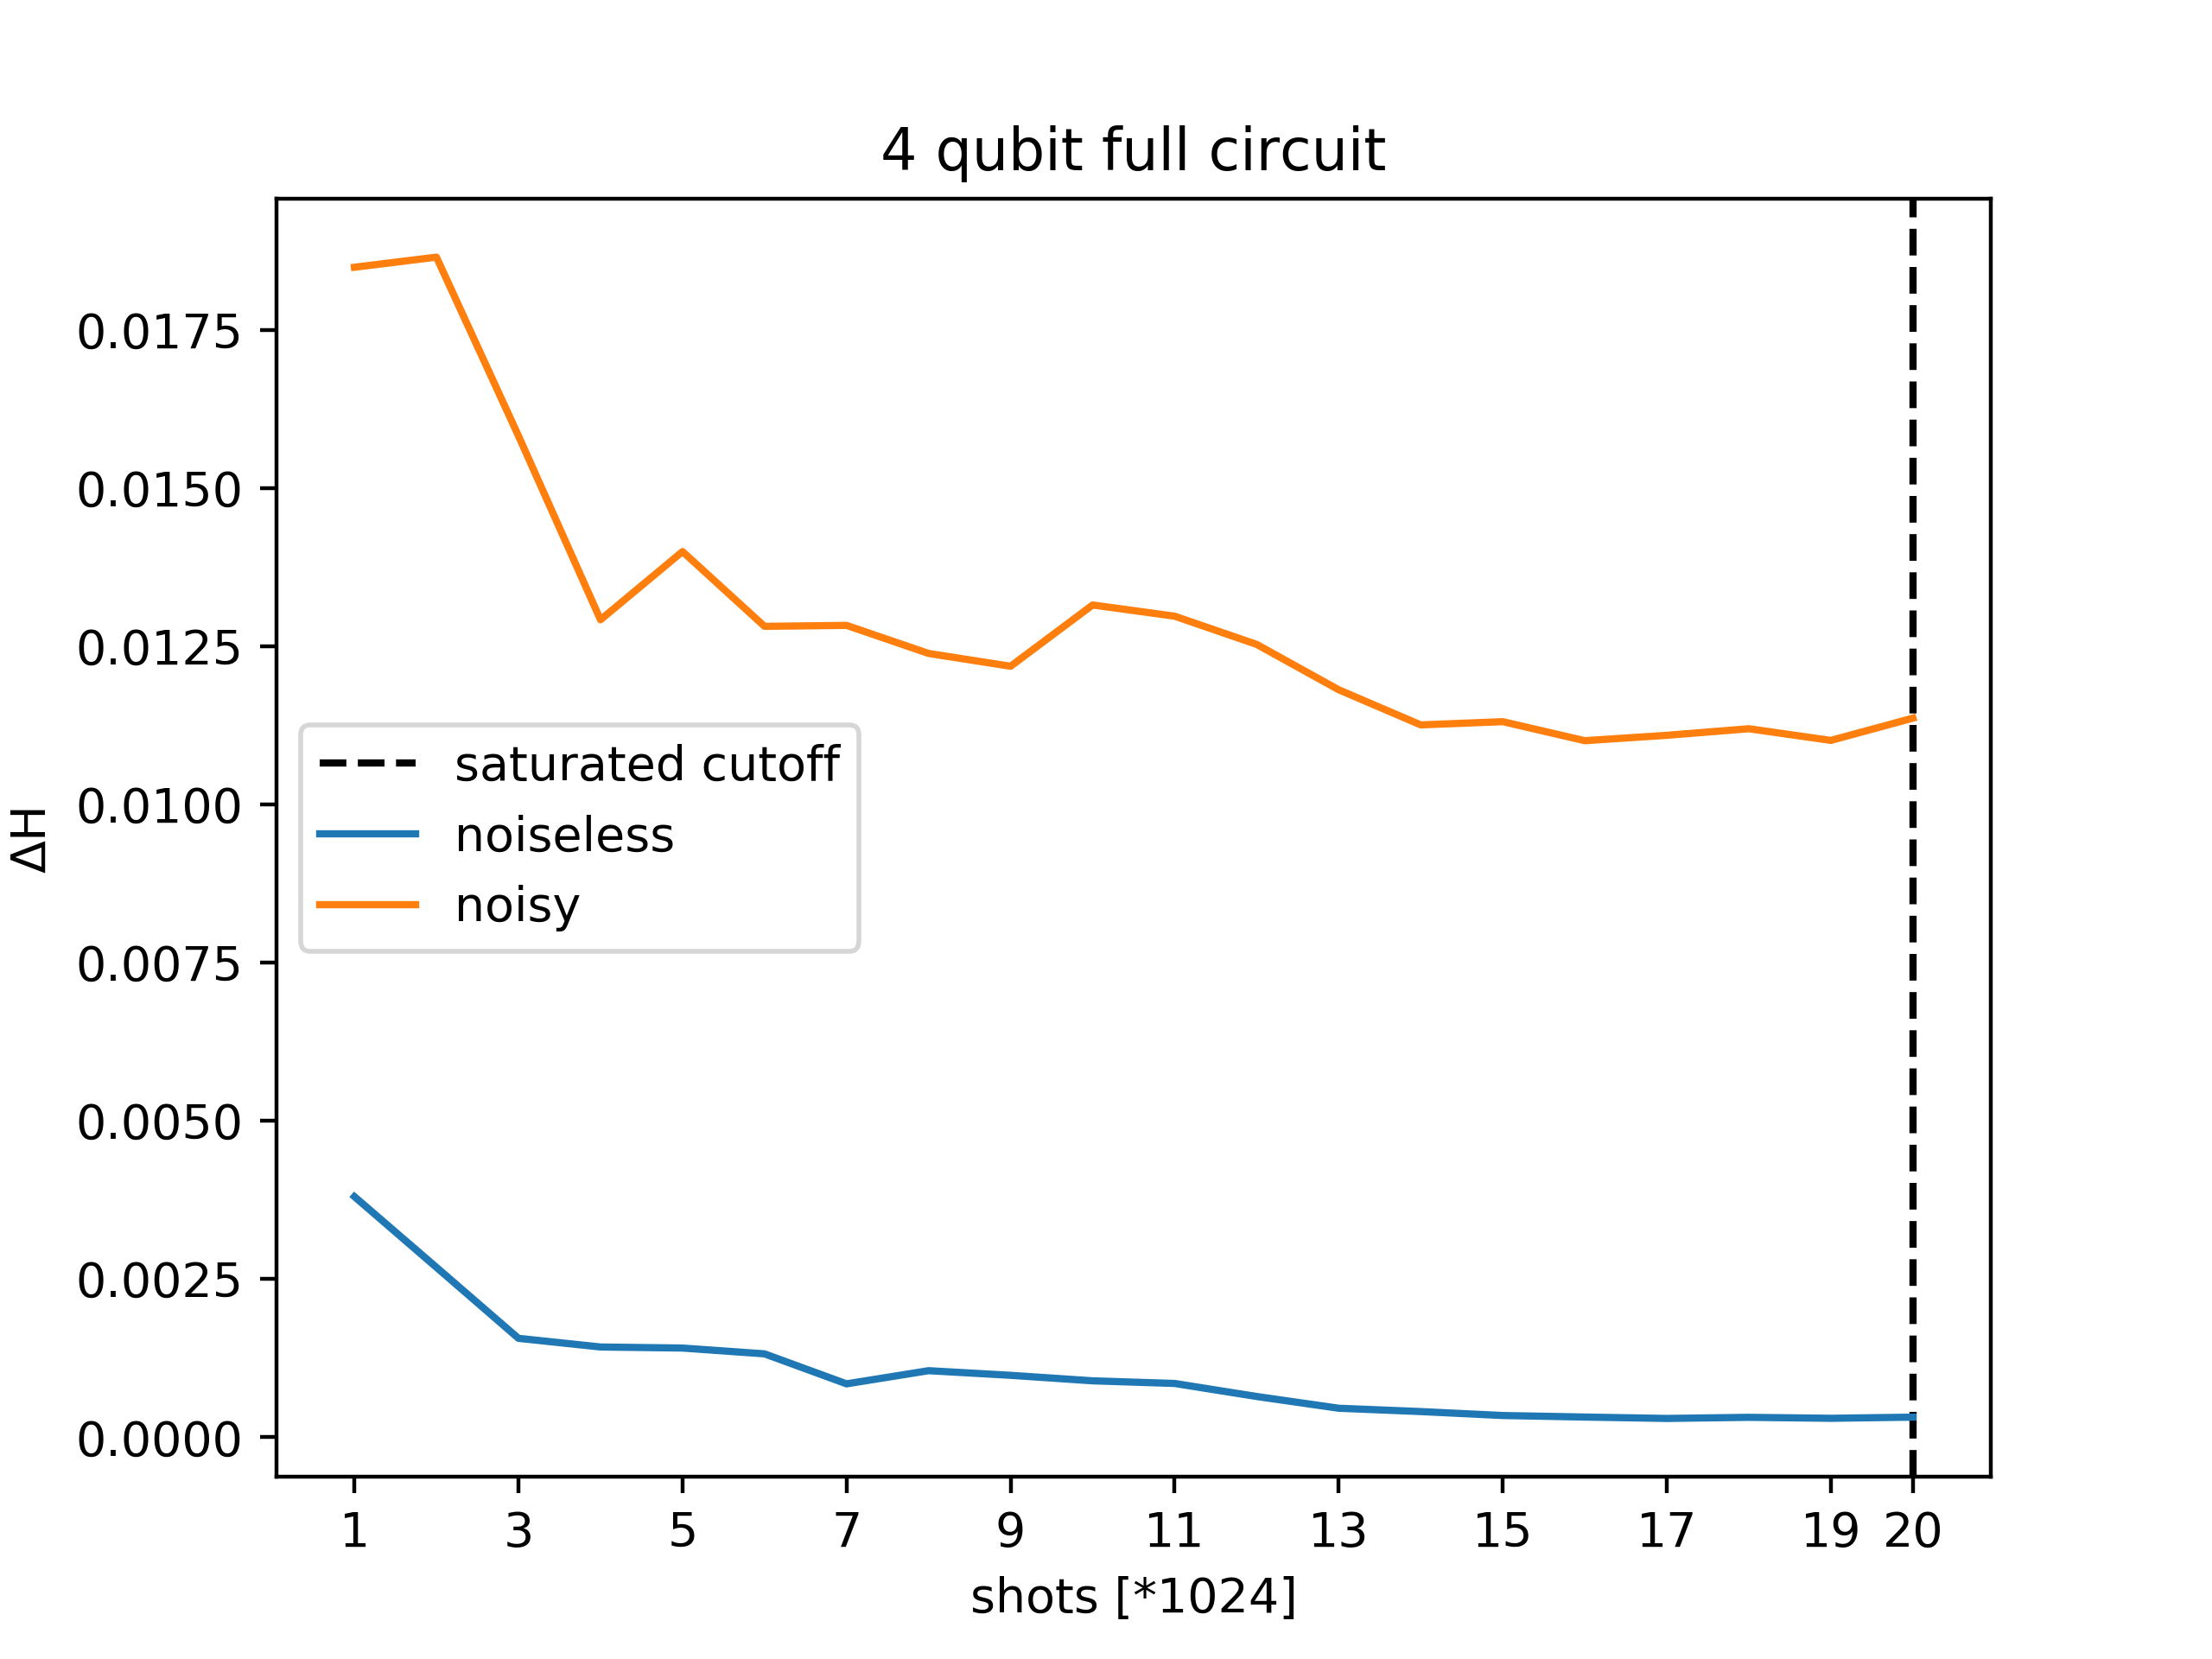 4 qubit full circuit
0.0175
0.0150
0.0125
0.0100
0.0075
0.0050
0.0025
0.0000
ΔH
saturated cutoff
noiseless
noisy
1 3 5 7 9 11 13 15 17 19 20
shots [*1024]